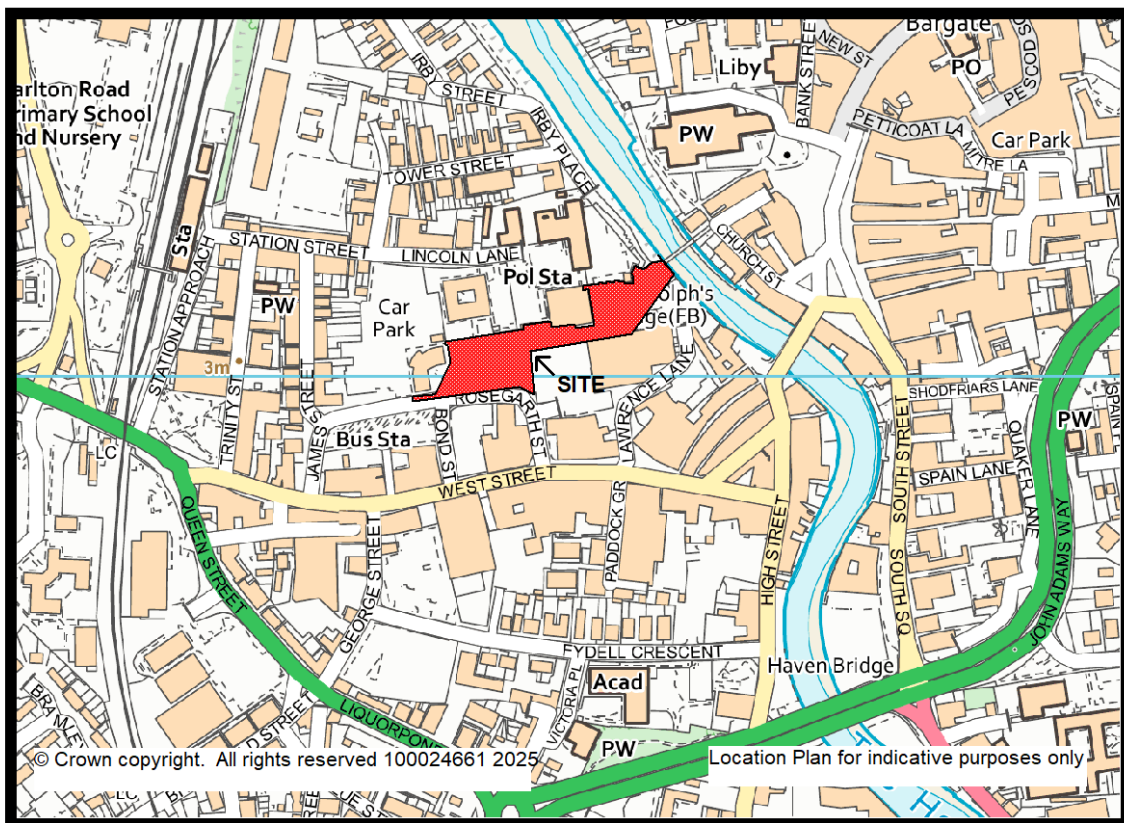 Bargate
NEW ST
BANK STREE
Liby
PO
PESCOD S
IRBY STREET
arlton Road
rimary School
nd Nursery
PETTICOAT LA
IRBY PLACE
PW
Car Park
MITRE LA
TOWER STREET
M
Sta
STATION STREET
LINCOLN LANE
CHURCH ST
STATION APPROACH
Pol Sta
PW
olph's
ge(FB)
Car
Park
3m
SITE
LAWRENCE LANE
SHODFRIARS LANE
TRINITY ST
JAMES STREET
ROSEGARTH ST
BOND ST
SPAIN
PW
LC
Bus Sta
SOUTH STREET
QUAKER LANE
SPAIN LANE
WEST STREET
QUEEN STREET
PADDOCK GR
HIGH STREET
JOHN ADAMS WAY
GEORGE STREET
SOUTH SQ
FYDELL CRESCENT
Haven Bridge
Acad
VICTORIA PL
LIQUORPOND
D STREET
PW
© Crown copyright.  All rights reserved 100024661 2025
Location Plan for indicative purposes only
LC